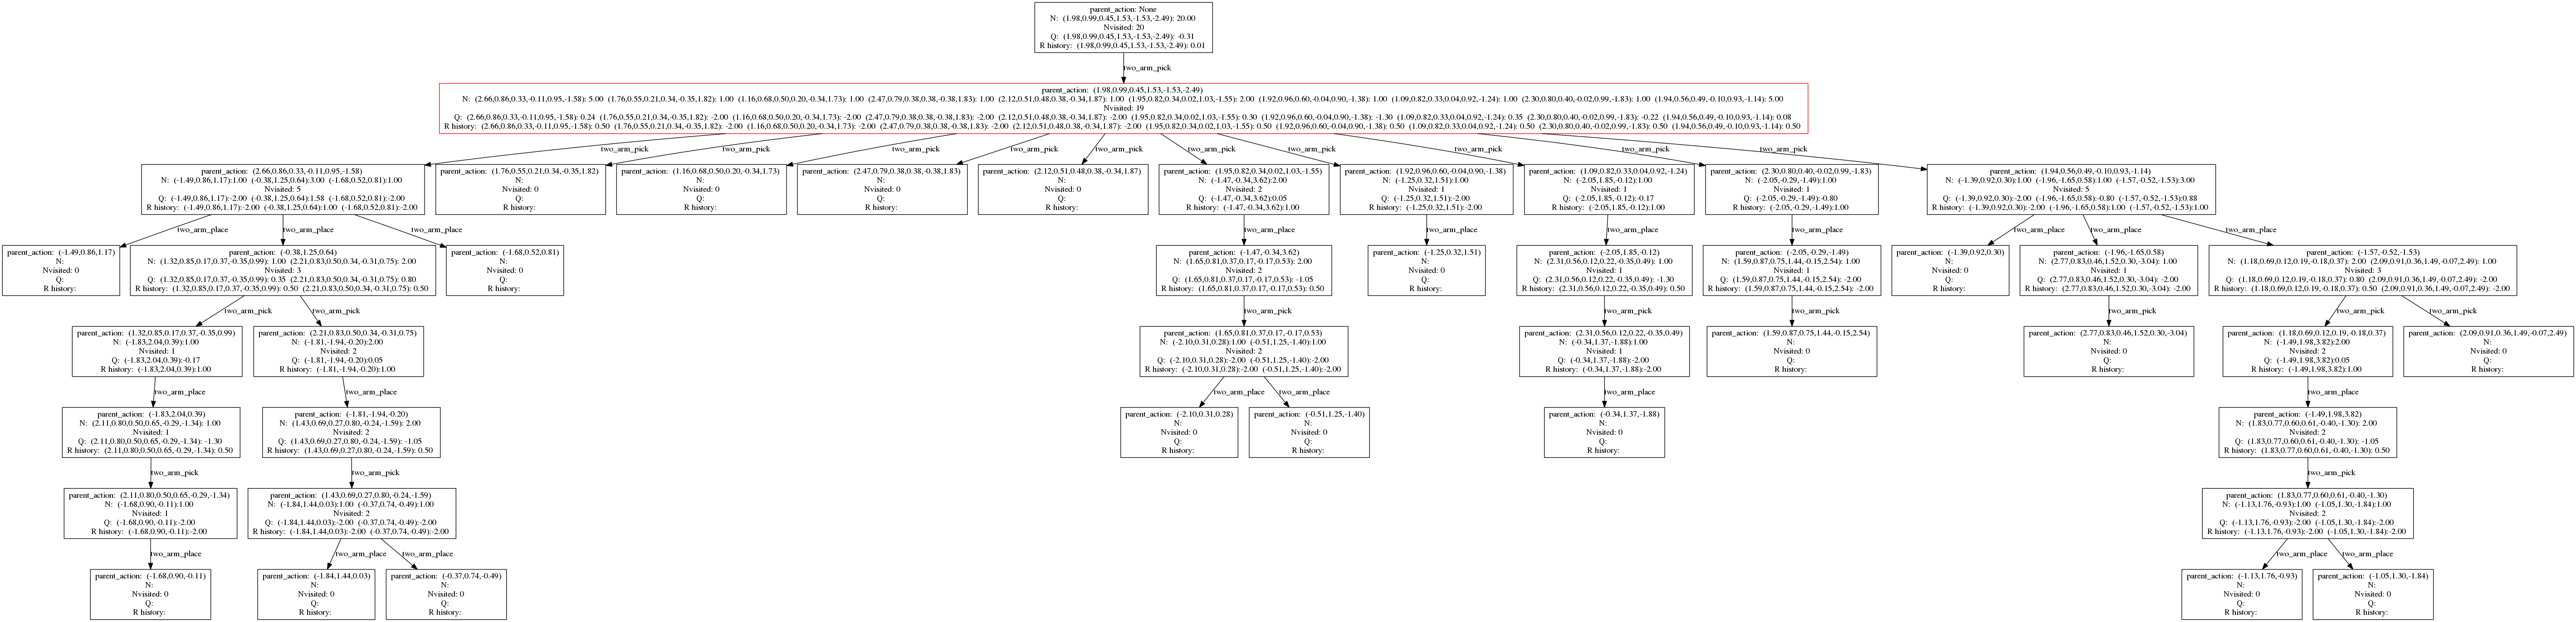 parent_action: None
N: (1.98,0.99,0.45,1.53,-1.53,-2.49): 20.00
Nvisited: 20
Q: (1.98,0.99,0.45,1.53,-1.53,-2.49): -0.31
R history: (1.98,0.99,0.45,1.53,-1.53,-2.49): 0.01
two_arm_pick
parent_action: (1.98,0.99,0.45,1.53,-1.53,-2.49)
N: (2.66,0.86,0.33,-0.11,0.95,-1.58): 5.00 (1.76,0.55,0.21,0.34,-0.35,1.82): 1.00 (1.16,0.68,0.50,0.20,-0.34,1.73): 1.00 (2.47,0.79,0.38,0.38,-0.38,1.83): 1.00 (2.12,0.51,0.48,0.38,-0.34,1.87): 1.00 (1.95,0.82,0.34,0.02,1.03,-1.55): 2.00 (1.92,0.96,0.60,-0.04,0.90,-1.38): 1.00 (1.09,0.82,0.33,0.04,0.92,-1.24): 1.00 (2.30,0.80,0.40,-0.02,0.99,-1.83): 1.00 (1.94,0.56,0.49,-0.10,0.93,-1.14): 5.00
Nvisited: 19
Q: (2.66,0.86,0.33,-0.11,0.95,-1.58): 0.24 (1.76,0.55,0.21,0.34,-0.35,1.82): -2.00 (1.16,0.68,0.50,0.20,-0.34,1.73): -2.00 (2.47,0.79,0.38,0.38,-0.38,1.83): -2.00 (2.12,0.51,0.48,0.38,-0.34,1.87): -2.00 (1.95,0.82,0.34,0.02,1.03,-1.55): 0.30 (1.92,0.96,0.60,-0.04,0.90,-1.38): -1.30 (1.09,0.82,0.33,0.04,0.92,-1.24): 0.35 (2.30,0.80,0.40,-0.02,0.99,-1.83): -0.22 (1.94,0.56,0.49,-0.10,0.93,-1.14): 0.08
R history: (2.66,0.86,0.33,-0.11,0.95,-1.58): 0.50 (1.76,0.55,0.21,0.34,-0.35,1.82): -2.00 (1.16,0.68,0.50,0.20,-0.34,1.73): -2.00 (2.47,0.79,0.38,0.38,-0.38,1.83): -2.00 (2.12,0.51,0.48,0.38,-0.34,1.87): -2.00 (1.95,0.82,0.34,0.02,1.03,-1.55): 0.50 (1.92,0.96,0.60,-0.04,0.90,-1.38): 0.50 (1.09,0.82,0.33,0.04,0.92,-1.24): 0.50 (2.30,0.80,0.40,-0.02,0.99,-1.83): 0.50 (1.94,0.56,0.49,-0.10,0.93,-1.14): 0.50
two_arm_pick
two_arm_pick
two_arm_pick
two_arm_pick
two_arm_pick
two_arm_pick
two_arm_pick
two_arm_pick
two_arm_pick
two_arm_pick
parent_action: (2.66,0.86,0.33,-0.11,0.95,-1.58)
N: (-1.49,0.86,1.17):1.00 (-0.38,1.25,0.64):3.00 (-1.68,0.52,0.81):1.00
Nvisited: 5
Q: (-1.49,0.86,1.17):-2.00 (-0.38,1.25,0.64):1.58 (-1.68,0.52,0.81):-2.00
R history: (-1.49,0.86,1.17):-2.00 (-0.38,1.25,0.64):1.00 (-1.68,0.52,0.81):-2.00
parent_action: (1.76,0.55,0.21,0.34,-0.35,1.82)
N:
Nvisited: 0
Q:
R history:
parent_action: (1.16,0.68,0.50,0.20,-0.34,1.73)
N:
Nvisited: 0
Q:
R history:
parent_action: (2.47,0.79,0.38,0.38,-0.38,1.83)
N:
Nvisited: 0
Q:
R history:
parent_action: (2.12,0.51,0.48,0.38,-0.34,1.87)
N:
Nvisited: 0
Q:
R history:
parent_action: (1.95,0.82,0.34,0.02,1.03,-1.55)
N: (-1.47,-0.34,3.62):2.00
Nvisited: 2
Q: (-1.47,-0.34,3.62):0.05
R history: (-1.47,-0.34,3.62):1.00
parent_action: (1.92,0.96,0.60,-0.04,0.90,-1.38)
N: (-1.25,0.32,1.51):1.00
Nvisited: 1
Q: (-1.25,0.32,1.51):-2.00
R history: (-1.25,0.32,1.51):-2.00
parent_action: (1.09,0.82,0.33,0.04,0.92,-1.24)
N: (-2.05,1.85,-0.12):1.00
Nvisited: 1
Q: (-2.05,1.85,-0.12):-0.17
R history: (-2.05,1.85,-0.12):1.00
parent_action: (2.30,0.80,0.40,-0.02,0.99,-1.83)
N: (-2.05,-0.29,-1.49):1.00
Nvisited: 1
Q: (-2.05,-0.29,-1.49):-0.80
R history: (-2.05,-0.29,-1.49):1.00
parent_action: (1.94,0.56,0.49,-0.10,0.93,-1.14)
N: (-1.39,0.92,0.30):1.00 (-1.96,-1.65,0.58):1.00 (-1.57,-0.52,-1.53):3.00
Nvisited: 5
Q: (-1.39,0.92,0.30):-2.00 (-1.96,-1.65,0.58):-0.80 (-1.57,-0.52,-1.53):0.88
R history: (-1.39,0.92,0.30):-2.00 (-1.96,-1.65,0.58):1.00 (-1.57,-0.52,-1.53):1.00
two_arm_place
two_arm_place
two_arm_place
two_arm_place
two_arm_place
two_arm_place
two_arm_place
two_arm_place
two_arm_place
two_arm_place
parent_action: (-1.49,0.86,1.17)
N:
Nvisited: 0
Q:
R history:
parent_action: (-0.38,1.25,0.64)
N: (1.32,0.85,0.17,0.37,-0.35,0.99): 1.00 (2.21,0.83,0.50,0.34,-0.31,0.75): 2.00
Nvisited: 3
Q: (1.32,0.85,0.17,0.37,-0.35,0.99): 0.35 (2.21,0.83,0.50,0.34,-0.31,0.75): 0.80
R history: (1.32,0.85,0.17,0.37,-0.35,0.99): 0.50 (2.21,0.83,0.50,0.34,-0.31,0.75): 0.50
parent_action: (-1.68,0.52,0.81)
N:
Nvisited: 0
Q:
R history:
parent_action: (-1.47,-0.34,3.62)
N: (1.65,0.81,0.37,0.17,-0.17,0.53): 2.00
Nvisited: 2
Q: (1.65,0.81,0.37,0.17,-0.17,0.53): -1.05
R history: (1.65,0.81,0.37,0.17,-0.17,0.53): 0.50
parent_action: (-1.25,0.32,1.51)
N:
Nvisited: 0
Q:
R history:
parent_action: (-2.05,1.85,-0.12)
N: (2.31,0.56,0.12,0.22,-0.35,0.49): 1.00
Nvisited: 1
Q: (2.31,0.56,0.12,0.22,-0.35,0.49): -1.30
R history: (2.31,0.56,0.12,0.22,-0.35,0.49): 0.50
parent_action: (-2.05,-0.29,-1.49)
N: (1.59,0.87,0.75,1.44,-0.15,2.54): 1.00
Nvisited: 1
Q: (1.59,0.87,0.75,1.44,-0.15,2.54): -2.00
R history: (1.59,0.87,0.75,1.44,-0.15,2.54): -2.00
parent_action: (-1.39,0.92,0.30)
N:
Nvisited: 0
Q:
R history:
parent_action: (-1.96,-1.65,0.58)
N: (2.77,0.83,0.46,1.52,0.30,-3.04): 1.00
Nvisited: 1
Q: (2.77,0.83,0.46,1.52,0.30,-3.04): -2.00
R history: (2.77,0.83,0.46,1.52,0.30,-3.04): -2.00
parent_action: (-1.57,-0.52,-1.53)
N: (1.18,0.69,0.12,0.19,-0.18,0.37): 2.00 (2.09,0.91,0.36,1.49,-0.07,2.49): 1.00
Nvisited: 3
Q: (1.18,0.69,0.12,0.19,-0.18,0.37): 0.80 (2.09,0.91,0.36,1.49,-0.07,2.49): -2.00
R history: (1.18,0.69,0.12,0.19,-0.18,0.37): 0.50 (2.09,0.91,0.36,1.49,-0.07,2.49): -2.00
two_arm_pick
two_arm_pick
two_arm_pick
two_arm_pick
two_arm_pick
two_arm_pick
two_arm_pick
two_arm_pick
parent_action: (1.32,0.85,0.17,0.37,-0.35,0.99)
N: (-1.83,2.04,0.39):1.00
Nvisited: 1
Q: (-1.83,2.04,0.39):-0.17
R history: (-1.83,2.04,0.39):1.00
parent_action: (2.21,0.83,0.50,0.34,-0.31,0.75)
N: (-1.81,-1.94,-0.20):2.00
Nvisited: 2
Q: (-1.81,-1.94,-0.20):0.05
R history: (-1.81,-1.94,-0.20):1.00
parent_action: (1.65,0.81,0.37,0.17,-0.17,0.53)
N: (-2.10,0.31,0.28):1.00 (-0.51,1.25,-1.40):1.00
Nvisited: 2
Q: (-2.10,0.31,0.28):-2.00 (-0.51,1.25,-1.40):-2.00
R history: (-2.10,0.31,0.28):-2.00 (-0.51,1.25,-1.40):-2.00
parent_action: (2.31,0.56,0.12,0.22,-0.35,0.49)
N: (-0.34,1.37,-1.88):1.00
Nvisited: 1
Q: (-0.34,1.37,-1.88):-2.00
R history: (-0.34,1.37,-1.88):-2.00
parent_action: (1.59,0.87,0.75,1.44,-0.15,2.54)
N:
Nvisited: 0
Q:
R history:
parent_action: (2.77,0.83,0.46,1.52,0.30,-3.04)
N:
Nvisited: 0
Q:
R history:
parent_action: (1.18,0.69,0.12,0.19,-0.18,0.37)
N: (-1.49,1.98,3.82):2.00
Nvisited: 2
Q: (-1.49,1.98,3.82):0.05
R history: (-1.49,1.98,3.82):1.00
parent_action: (2.09,0.91,0.36,1.49,-0.07,2.49)
N:
Nvisited: 0
Q:
R history:
two_arm_place
two_arm_place
two_arm_place
two_arm_place
two_arm_place
two_arm_place
parent_action: (-1.83,2.04,0.39)
N: (2.11,0.80,0.50,0.65,-0.29,-1.34): 1.00
Nvisited: 1
Q: (2.11,0.80,0.50,0.65,-0.29,-1.34): -1.30
R history: (2.11,0.80,0.50,0.65,-0.29,-1.34): 0.50
parent_action: (-1.81,-1.94,-0.20)
N: (1.43,0.69,0.27,0.80,-0.24,-1.59): 2.00
Nvisited: 2
Q: (1.43,0.69,0.27,0.80,-0.24,-1.59): -1.05
R history: (1.43,0.69,0.27,0.80,-0.24,-1.59): 0.50
parent_action: (-2.10,0.31,0.28)
N:
Nvisited: 0
Q:
R history:
parent_action: (-0.51,1.25,-1.40)
N:
Nvisited: 0
Q:
R history:
parent_action: (-0.34,1.37,-1.88)
N:
Nvisited: 0
Q:
R history:
parent_action: (-1.49,1.98,3.82)
N: (1.83,0.77,0.60,0.61,-0.40,-1.30): 2.00
Nvisited: 2
Q: (1.83,0.77,0.60,0.61,-0.40,-1.30): -1.05
R history: (1.83,0.77,0.60,0.61,-0.40,-1.30): 0.50
two_arm_pick
two_arm_pick
two_arm_pick
parent_action: (2.11,0.80,0.50,0.65,-0.29,-1.34)
N: (-1.68,0.90,-0.11):1.00
Nvisited: 1
Q: (-1.68,0.90,-0.11):-2.00
R history: (-1.68,0.90,-0.11):-2.00
parent_action: (1.43,0.69,0.27,0.80,-0.24,-1.59)
N: (-1.84,1.44,0.03):1.00 (-0.37,0.74,-0.49):1.00
Nvisited: 2
Q: (-1.84,1.44,0.03):-2.00 (-0.37,0.74,-0.49):-2.00
R history: (-1.84,1.44,0.03):-2.00 (-0.37,0.74,-0.49):-2.00
parent_action: (1.83,0.77,0.60,0.61,-0.40,-1.30)
N: (-1.13,1.76,-0.93):1.00 (-1.05,1.30,-1.84):1.00
Nvisited: 2
Q: (-1.13,1.76,-0.93):-2.00 (-1.05,1.30,-1.84):-2.00
R history: (-1.13,1.76,-0.93):-2.00 (-1.05,1.30,-1.84):-2.00
two_arm_place
two_arm_place
two_arm_place
two_arm_place
two_arm_place
parent_action: (-1.68,0.90,-0.11)
N:
Nvisited: 0
Q:
R history:
parent_action: (-1.84,1.44,0.03)
N:
Nvisited: 0
Q:
R history:
parent_action: (-0.37,0.74,-0.49)
N:
Nvisited: 0
Q:
R history:
parent_action: (-1.13,1.76,-0.93)
N:
Nvisited: 0
Q:
R history:
parent_action: (-1.05,1.30,-1.84)
N:
Nvisited: 0
Q:
R history: